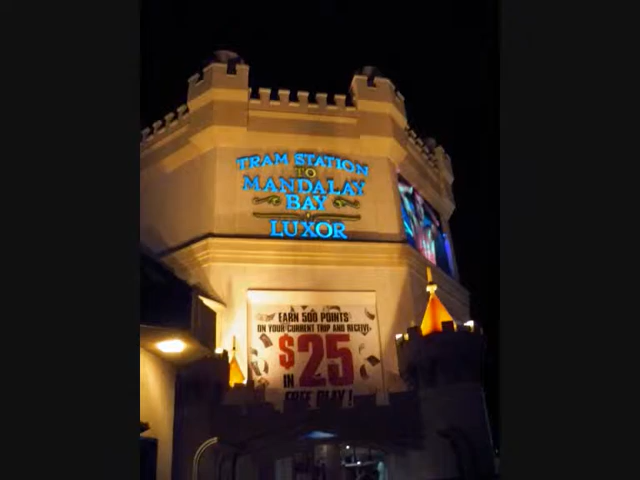 TRAM STATION
TO
MANDALAY
BAY
LUXOR
EARN 500 POINTS
ON YOUR CURRENT TRIP AND RECEIVE
$25
IN
FREE PLAY!